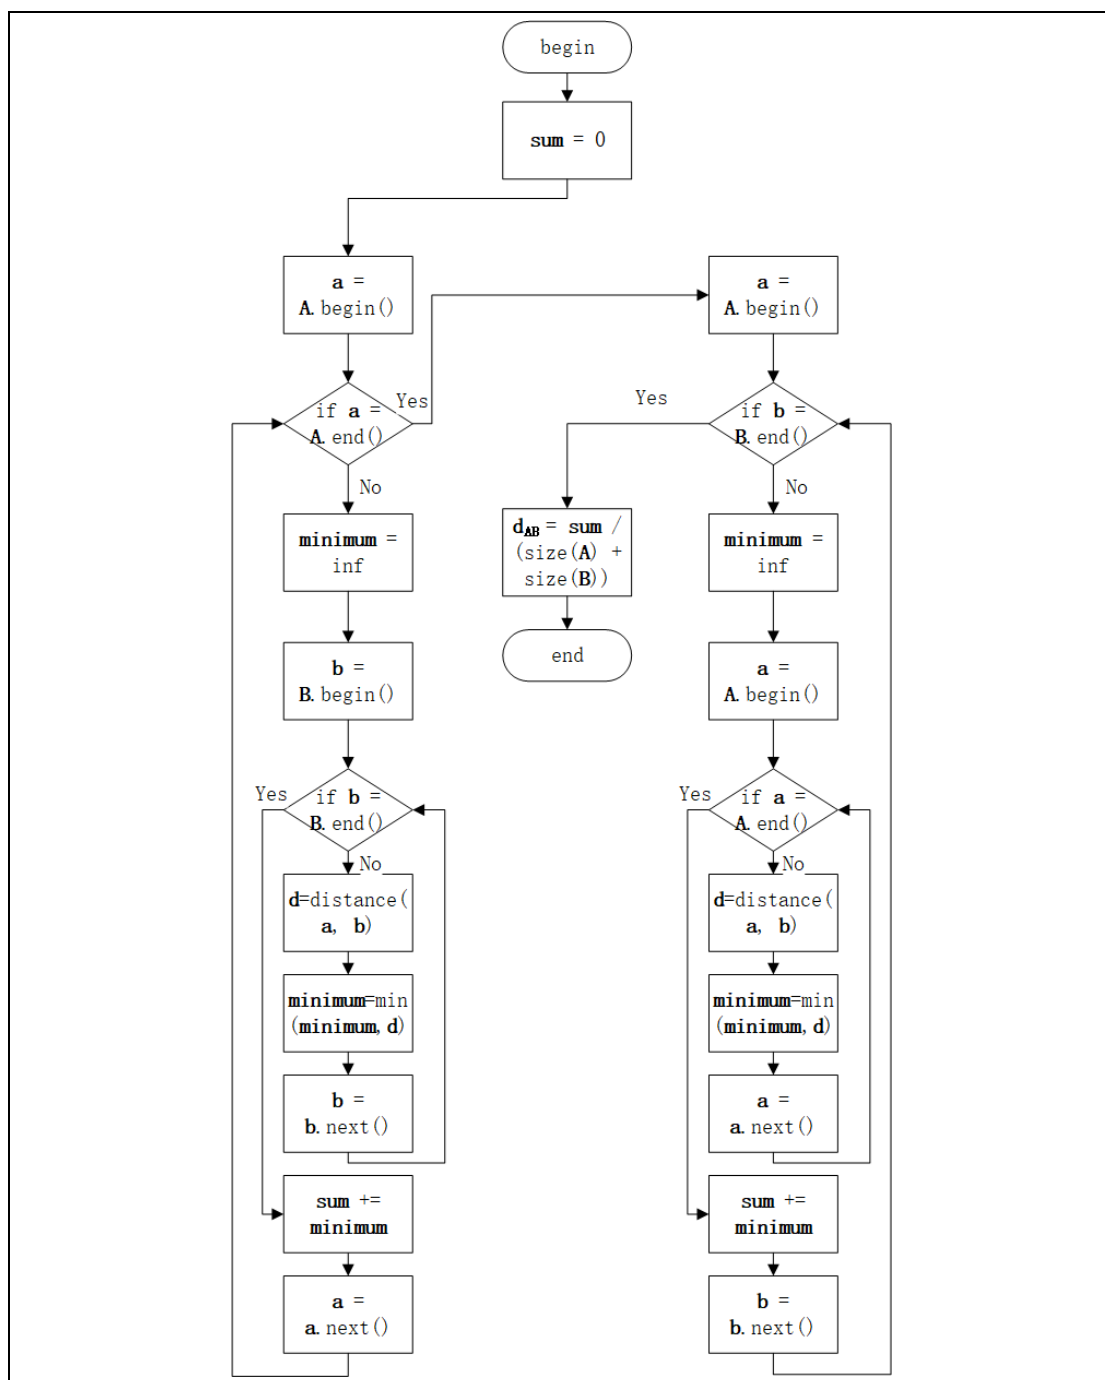 begin
sum = 0
a =
A.begin()
if a =
A.end()
Yes
No
minimum =
inf
b =
B.begin()
if b =
B.end()
Yes
No
d=distance(
a, b)
minimum=min
(minimum,d)
b =
b.next()
sum +=
minimum
a =
a.next()
a =
A.begin()
if b =
B.end()
Yes
No
d_AB = sum /
(size(A) +
size(B))
end
minimum =
inf
a =
A.begin()
if a =
A.end()
Yes
No
d=distance(
a, b)
minimum=min
(minimum,d)
a =
a.next()
sum +=
minimum
b =
b.next()